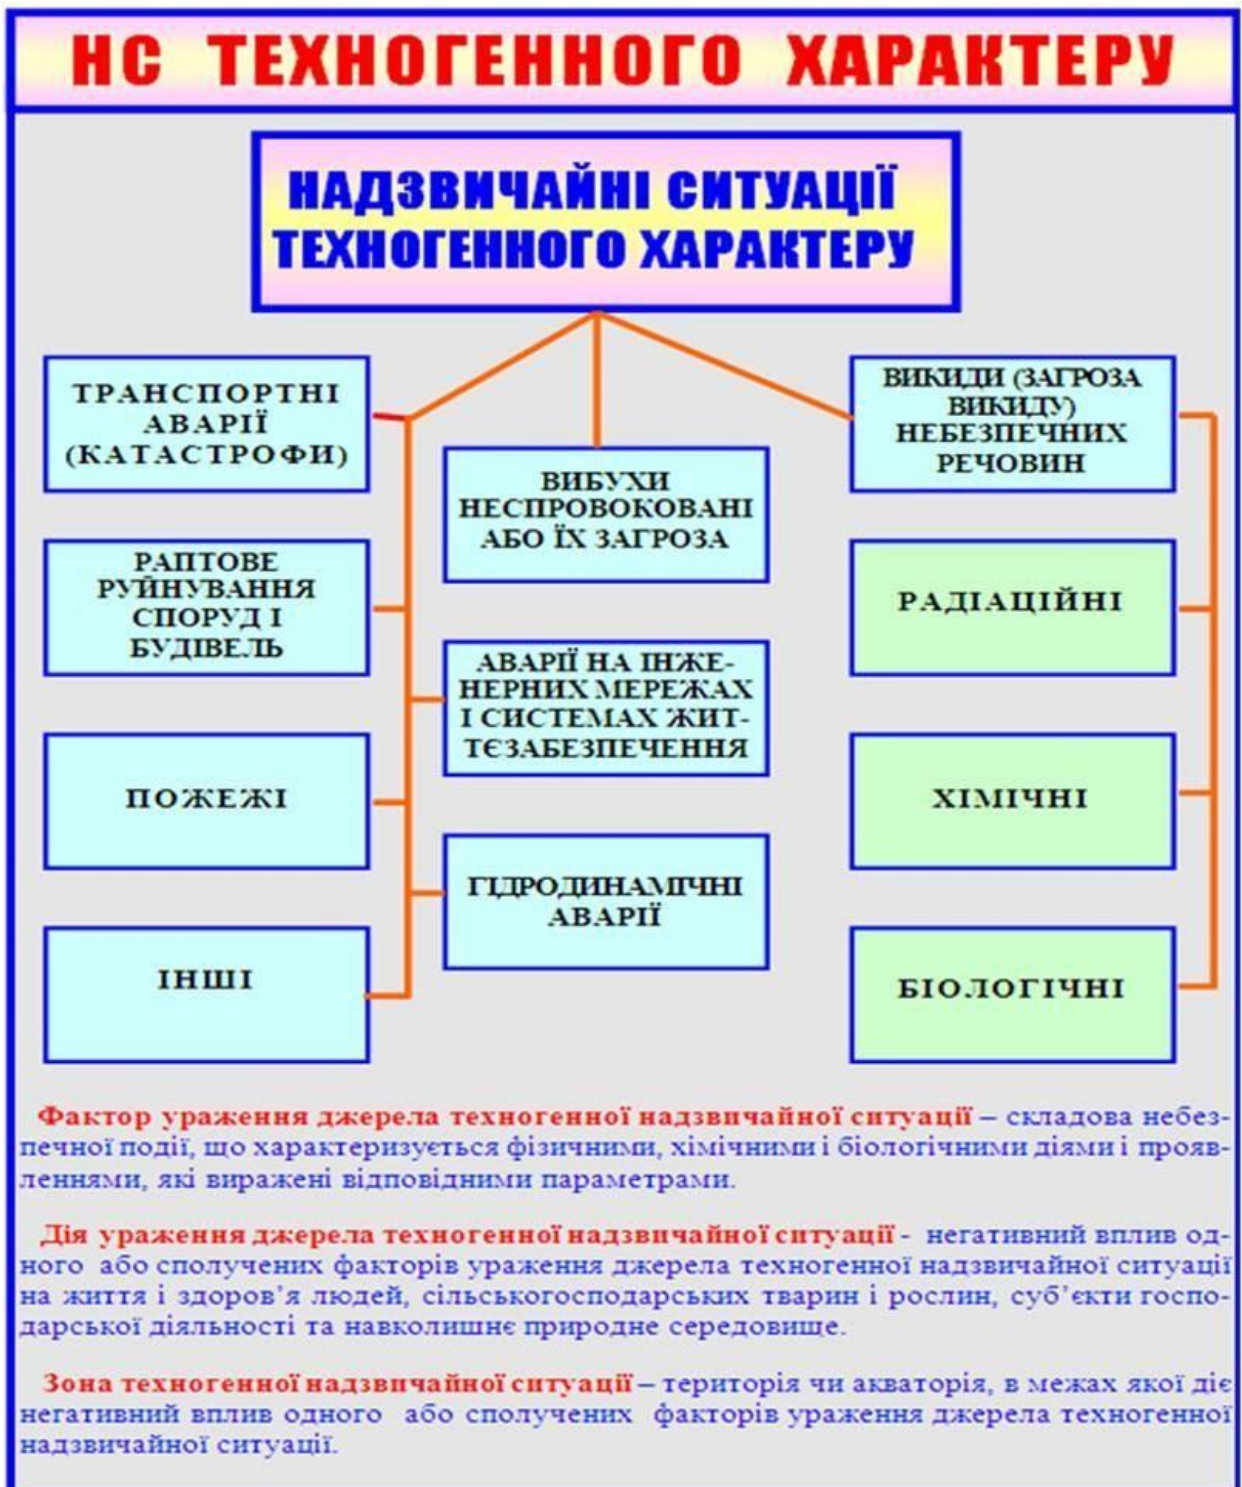 НС ТЕХНОГЕННОГО ХАРАКТЕРУ
НАДЗВИЧАЙНІ СИТУАЦІЇ
ТЕХНОГЕННОГО ХАРАКТЕРУ
ТРАНСПОРТНІ
АВАРІЇ
(КАТАСТРОФИ)
РАПТОВЕ
РУЙНУВАННЯ
СПОРУД І
БУДІВЕЛЬ
ПОЖЕЖІ
ІНШІ
ВИБУХИ
НЕСПРОВОКОВАНІ
АБО ЇХ ЗАГРОЗА
АВАРІЇ НА ІНЖЕ-
НЕРНИХ МЕРЕЖАХ
І СИСТЕМАХ ЖИТ-
ТЄЗАБЕЗПЕЧЕННЯ
ГІДРОДИНАМІЧНІ
АВАРІЇ
ВИКИДИ (ЗАГРОЗА
ВИКИДУ)
НЕБЕЗПЕЧНИХ
РЕЧОВИН
РАДІАЦІЙНІ
ХІМІЧНІ
БІОЛОГІЧНІ
Фактор ураження джерела техногенної надзвичайної ситуації – складова небез-
печної події, що характеризується фізичними, хімічними і біологічними діями і прояв-
леннями, які виражені відповідними параметрами.
Дія ураження джерела техногенної надзвичайної ситуації - негативний вплив од-
ного або сполучених факторів ураження джерела техногенної надзвичайної ситуації
на життя і здоров’я людей, сільськогосподарських тварин і рослин, суб’єкти госпо-
дарської діяльності та навколишнє природне середовище.
Зона техногенної надзвичайної ситуації – територія чи акваторія, в межах якої діє
негативний вплив одного або сполучених факторів ураження джерела техногенної
надзвичайної ситуації.